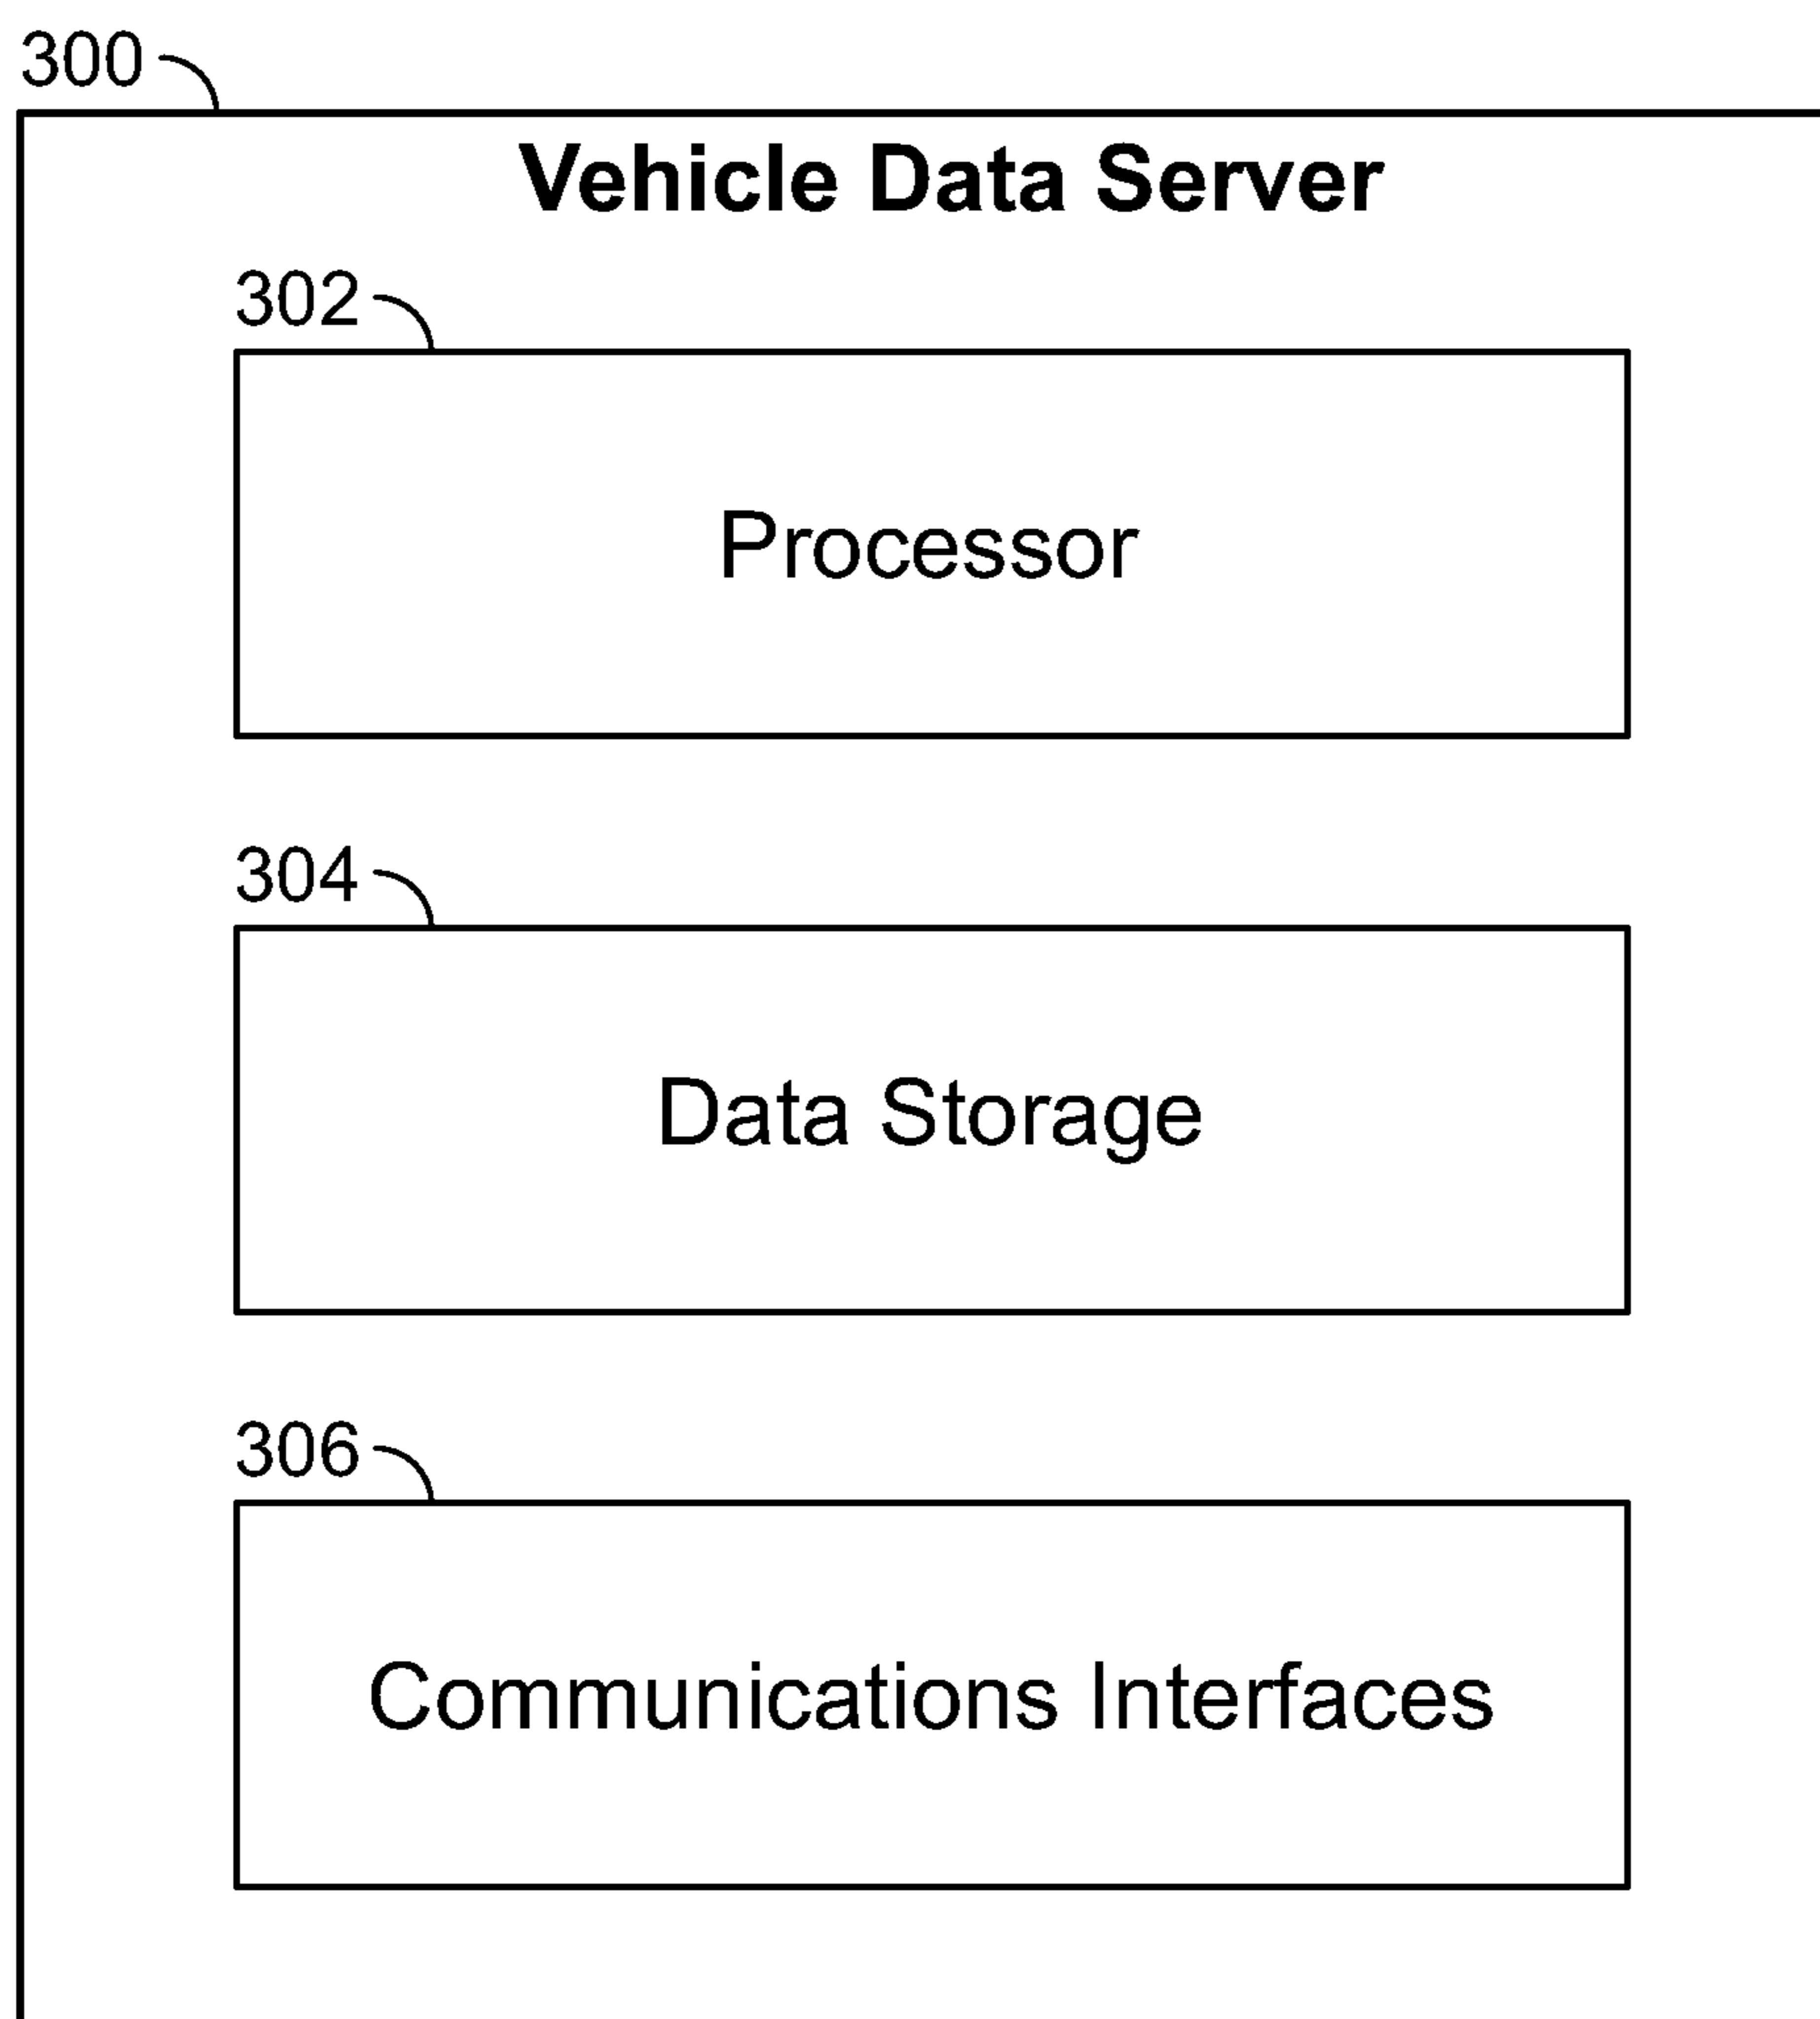 300
Vehicle Data Server
302
Processor
304
Data Storage
306
Communications Interfaces